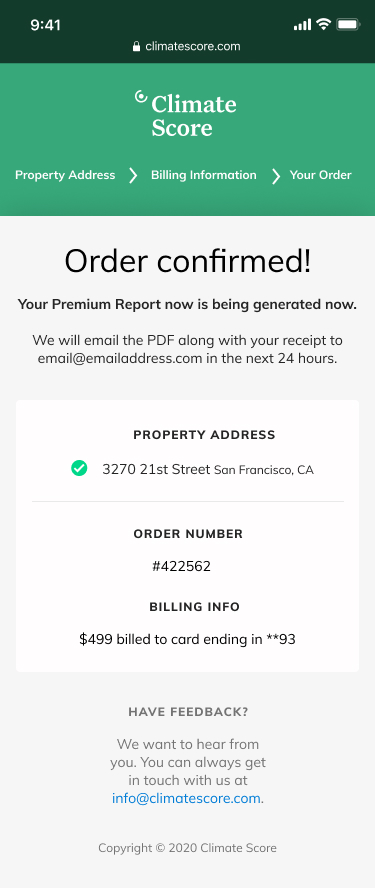 9:41
climatescore.com
Climate
Score
Property Address Billing Information Your Order
Order confirmed!
Your Premium Report now is being generated now.
We will email the PDF along with your receipt to
email@emailaddress.com in the next 24 hours.
PROPERTY ADDRESS
3270 21st Street San Francisco, CA
ORDER NUMBER
#422562
BILLING INFO
$499 billed to card ending in **93
HAVE FEEDBACK?
We want to hear from
you. You can always get
in touch with us at
info@climatescore.com.
Copyright © 2020 Climate Score